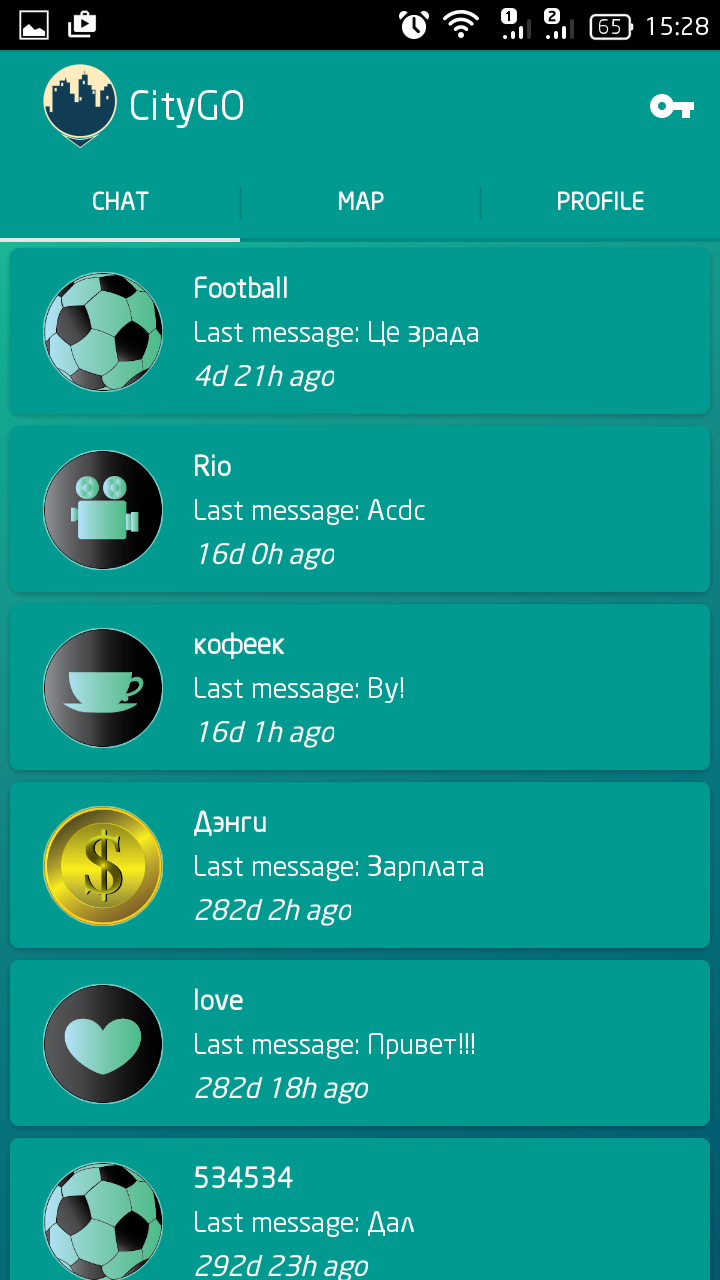 1 2 65 15:28
CityGO
CHAT MAP PROFILE
Football
Last message: Це зрада
4d 21h ago
Rio
Last message: Acdc
16d 0h ago
кофеек
Last message: Ву!
16d 1h ago
Дэнги
Last message: Зарплата
282d 2h ago
love
Last message: Привет!!!
282d 18h ago
534534
Last message: Дал
292d 23h ago